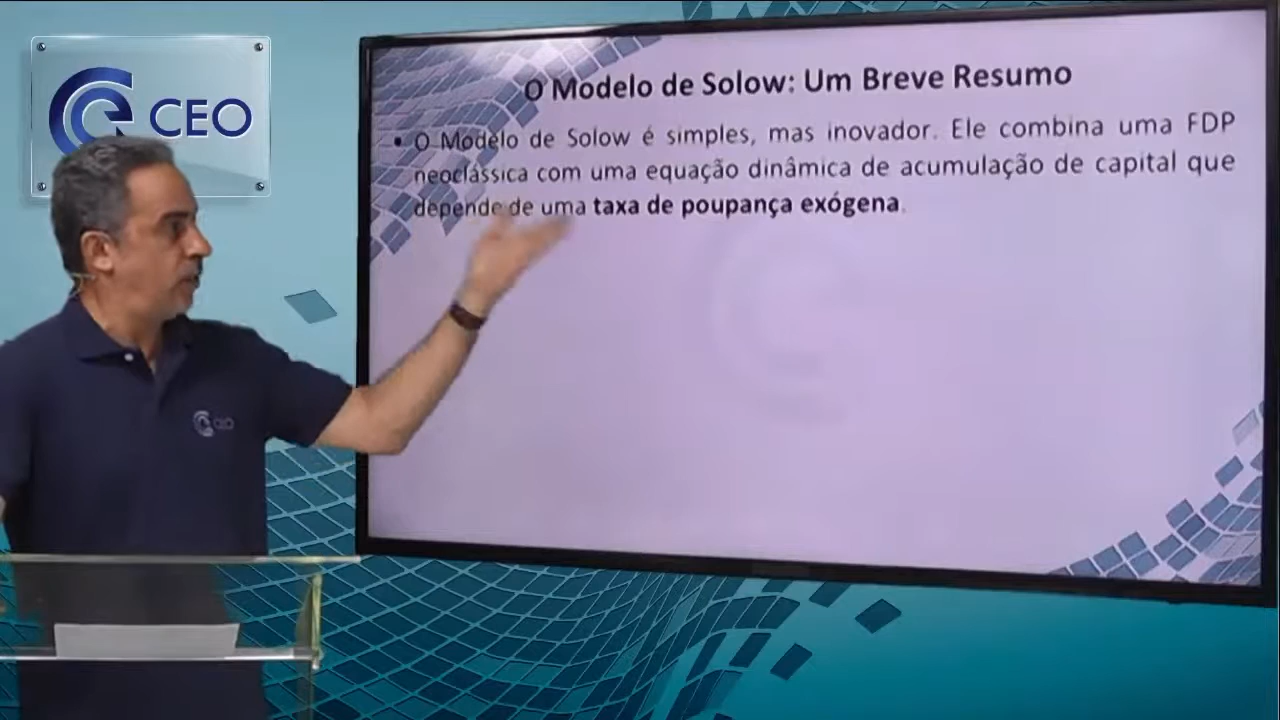 CEO
O Modelo de Solow: Um Breve Resumo
• O Modelo de Solow é simples, mas inovador. Ele combina uma FDP
neoclássica com uma equação dinâmica de acumulação de capital que
depende de uma taxa de poupança exógena.
CEO